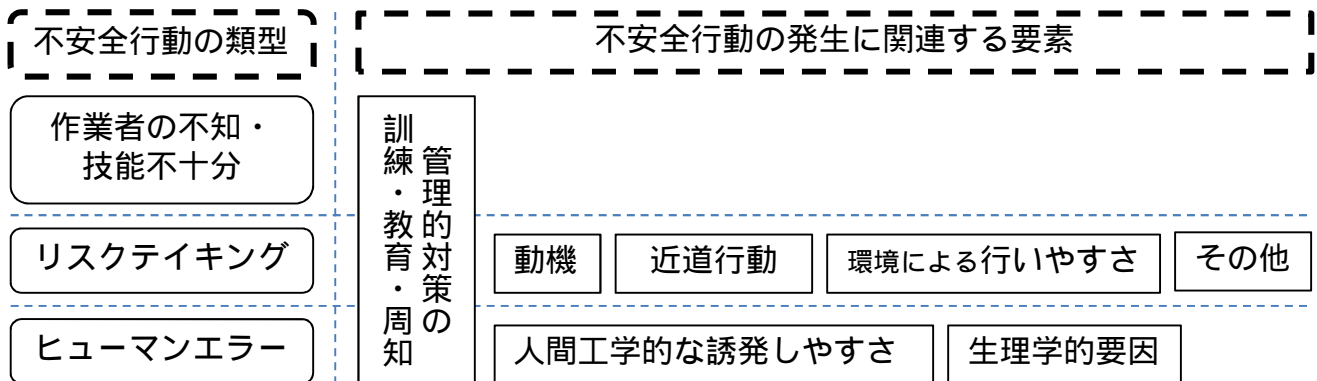 不安全行動の類型
不安全行動の発生に関連する要素
作業者の不知・
技能不十分
管理的対策の
訓練・教育・周知
リスクテイキング
動機
近道行動
環境による行いやすさ
その他
ヒューマンエラー
人間工学的な誘発しやすさ
生理学的要因